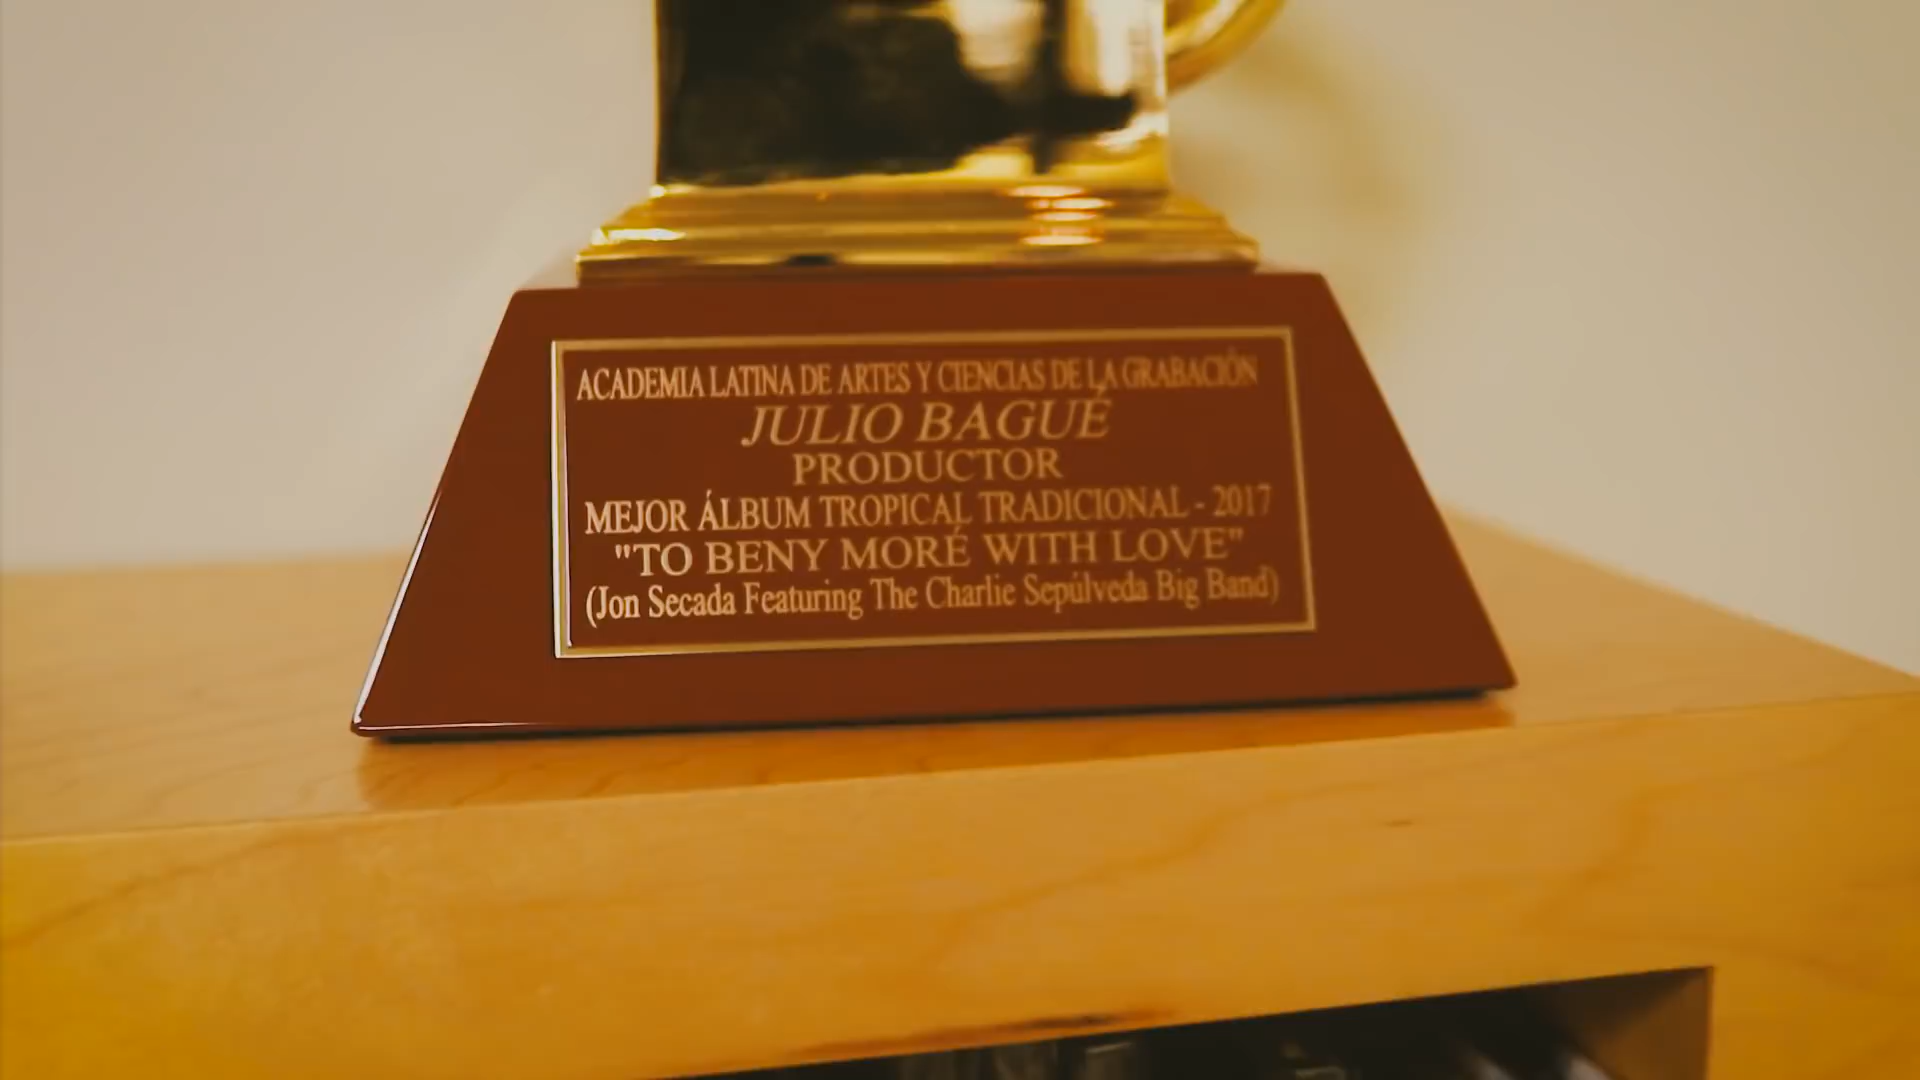 ACADEMIA LATINA DE ARTES Y CIENCIAS DE LA GRABACIÓN
JULIO BAGUÉ
PRODUCTOR
MEJOR ÁLBUM TROPICAL TRADICIONAL - 2017
"TO BENY MORÉ WITH LOVE"
(Jon Secada Featuring The Charlie Sepúlveda Big Band)